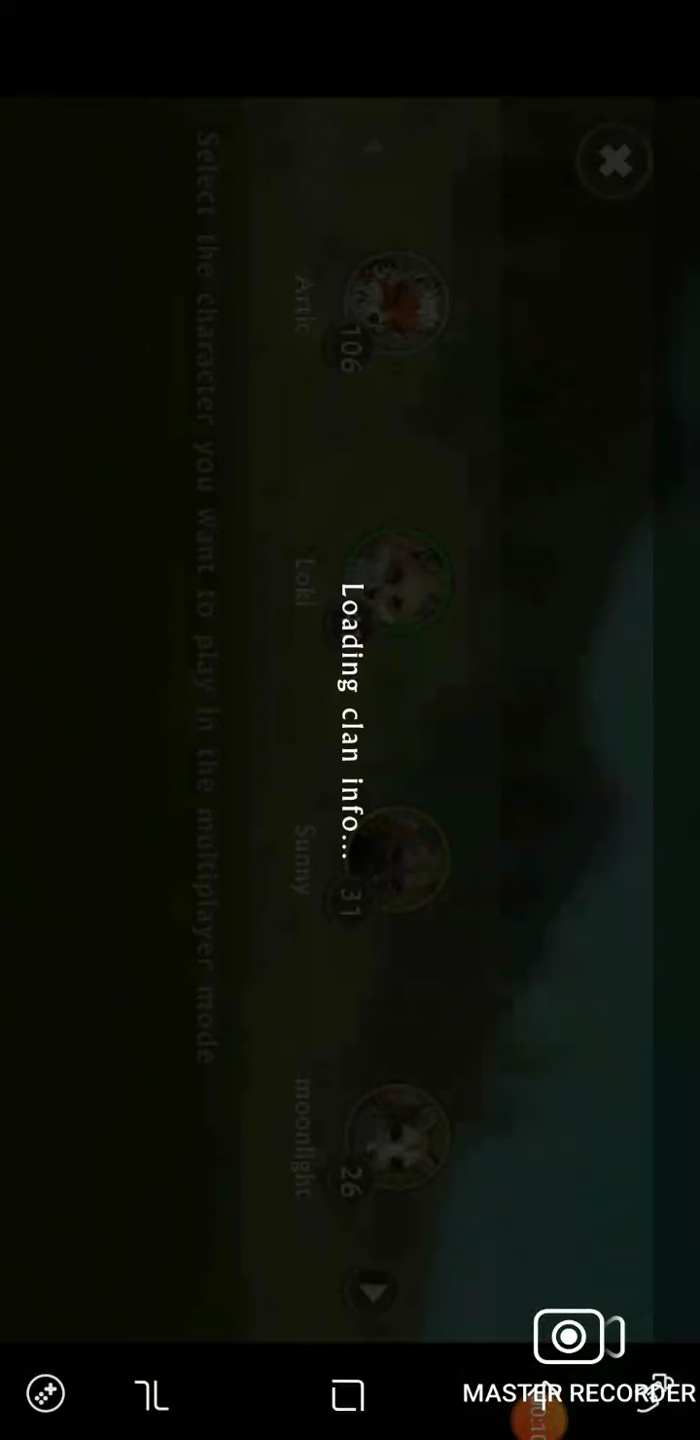 Artic
106
Loki
Sunny
31
moonlight
26
Loading clan info...
Select the character you want to play in the multiplayer mode
MASTER RECORDER